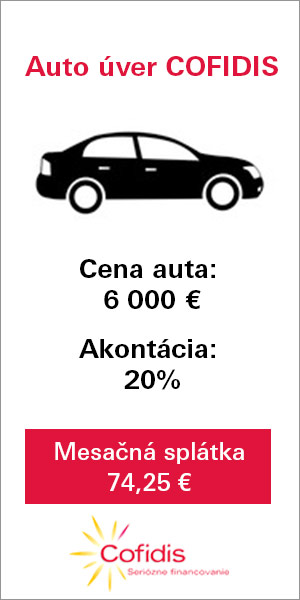 Auto úver COFIDIS
Cena auta:
6 000 €
Akontácia:
20%
Mesačná splátka
74,25 €
Cofidis
Seriózne financovanie